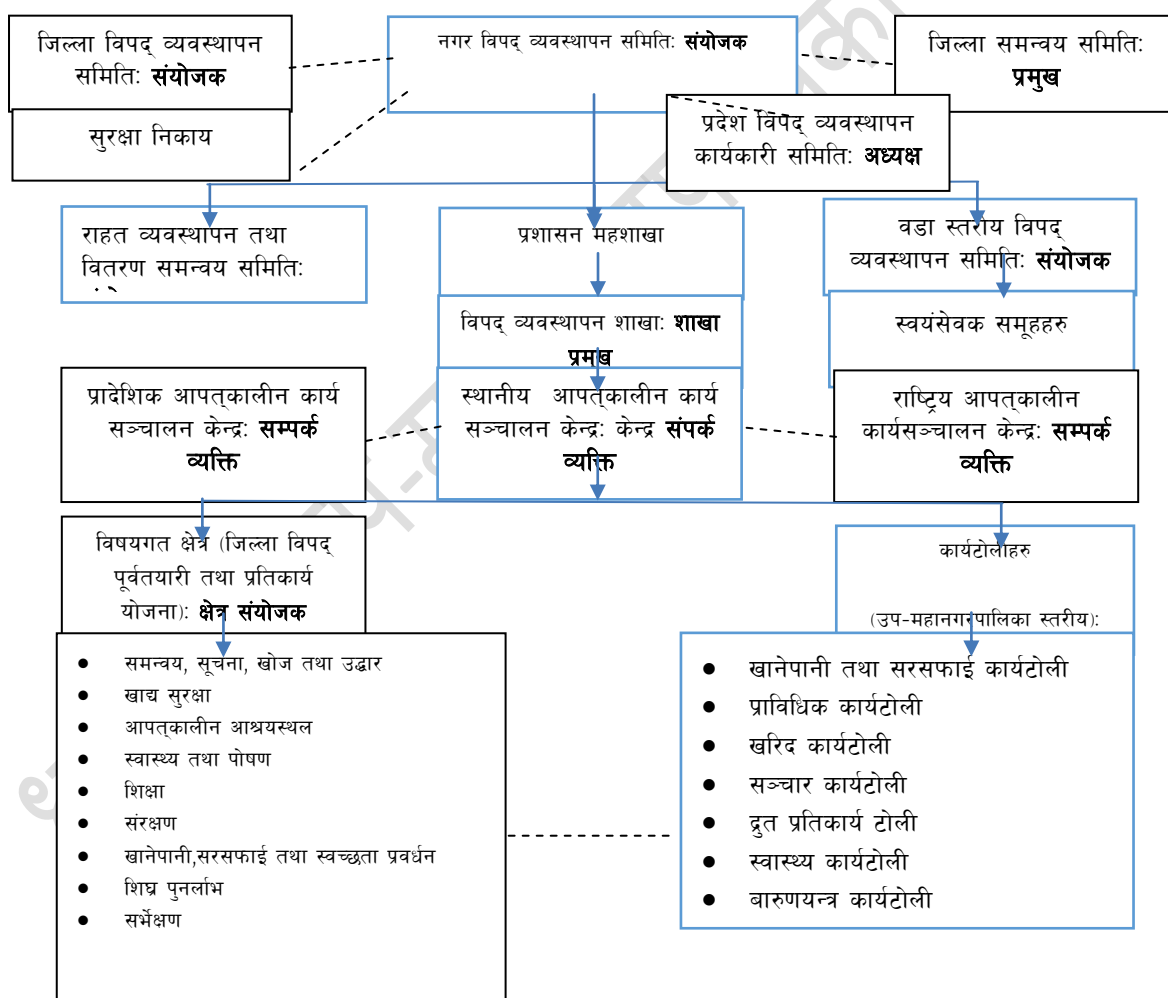 जिल्ला विपद् व्यवस्थापन
समिति: संयोजक
नगर विपद् व्यवस्थापन समिति: संयोजक
जिल्ला समन्वय समिति:
प्रमुख
सुरक्षा निकाय
प्रदेश विपद् व्यवस्थापन
कार्यकारी समिति: अध्यक्ष
राहत व्यवस्थापन तथा
वितरण समन्वय समिति:
प्रशासन महशाखा
वडा स्तरीय विपद्
व्यवस्थापन समिति: संयोजक
विपद् व्यवस्थापन शाखा: शाखा
प्रमख
स्वयंसेवक समूहहरु
प्रादेशिक आपत्कालीन कार्य
सञ्चालन केन्द्र: सम्पर्क
व्यक्ति
स्थानीय आपत्कालीन कार्य
सञ्चालन केन्द्र: केन्द्र संपर्क
व्यक्ति
राष्ट्रिय आपत्कालीन
कार्यसञ्चालन केन्द्र: सम्पर्क
व्यक्ति
विषयगत क्षेत्र (जिल्ला विपद्
पूर्वतयारी तथा प्रतिकार्य
योजना): क्षेत्र संयोजक
कार्यटोलीहरु
(उप-महानगरपालिका स्तरीय):
● समन्वय, सूचना, खोज तथा उद्धार
● खाद्य सुरक्षा
● आपत्कालीन आश्रयस्थल
● स्वास्थ्य तथा पोषण
● शिक्षा
● संरक्षण
● खानेपानी,सरसफाई तथा स्वच्छता प्रवर्धन
● शिघ्र पुनर्लाभ
● सर्भेक्षण
● खानेपानी तथा सरसफाई कार्यटोली
● प्राविधिक कार्यटोली
● खरिद कार्यटोली
● सञ्चार कार्यटोली
● द्रुत प्रतिकार्य टोली
● स्वास्थ्य कार्यटोली
● बारुणयन्त्र कार्यटोली